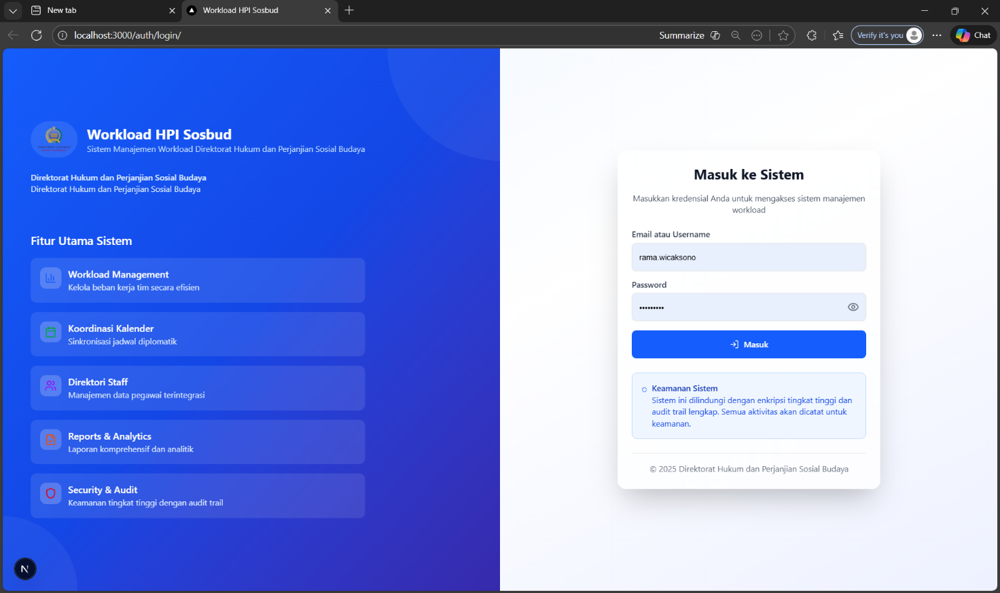 New tab
Workload HPI Sosbud
localhost:3000/auth/login/
Summarize
Verify it's you
Chat
Workload HPI Sosbud
Sistem Manajemen Workload Direktorat Hukum dan Perjanjian Sosial Budaya
Direktorat Hukum dan Perjanjian Sosial Budaya
Direktorat Hukum dan Perjanjian Sosial Budaya
Fitur Utama Sistem
Workload Management
Kelola beban kerja tim secara efisien
Koordinasi Kalender
Sinkronisasi jadwal diplomatik
Direktori Staff
Manajemen data pegawai terintegrasi
Reports & Analytics
Laporan komprehensif dan analitik
Security & Audit
Keamanan tingkat tinggi dengan audit trail
N
Masuk ke Sistem
Masukkan kredensial Anda untuk mengakses sistem manajemen
workload
Email atau Username
rama.wicaksono
Password
•••••••••
Masuk
Keamanan Sistem
Sistem ini dilindungi dengan enkripsi tingkat tinggi dan
audit trail lengkap. Semua aktivitas akan dicatat untuk
keamanan.
© 2025 Direktorat Hukum dan Perjanjian Sosial Budaya